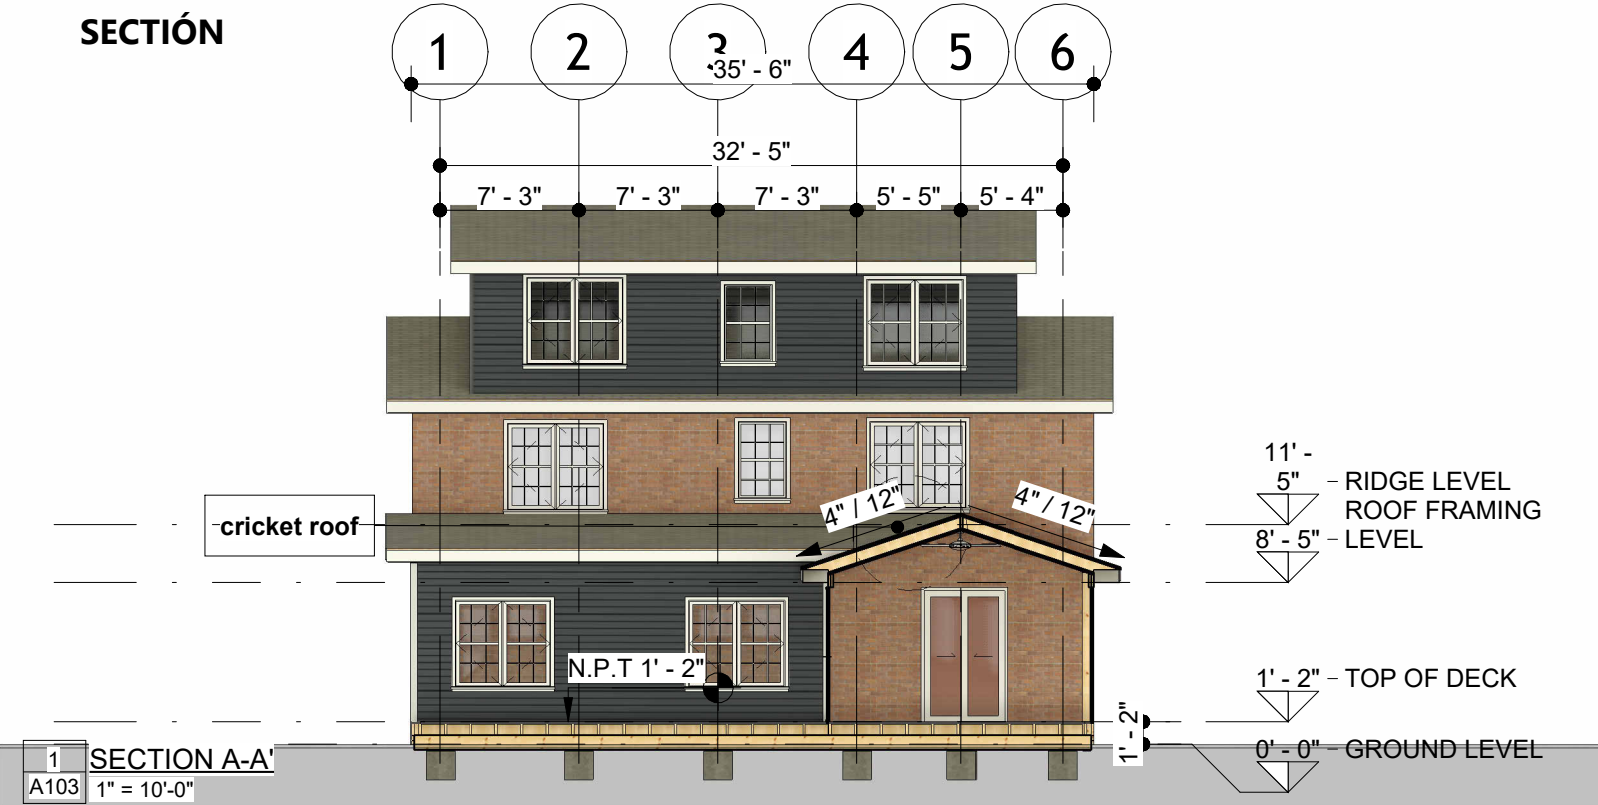 SECTIÓN
1 2 3 4 5 6
35' - 6"
32' - 5"
7' - 3" 7' - 3" 7' - 3" 5' - 5" 5' - 4"
11' -
5" RIDGE LEVEL
4" / 12" 4" / 12"
ROOF FRAMING
cricket roof
8' - 5" LEVEL
N.P.T 1' - 2"
1' - 2" TOP OF DECK
1' - 2"
0' - 0" GROUND LEVEL
1 SECTION A-A'
A103 1" = 10'-0"